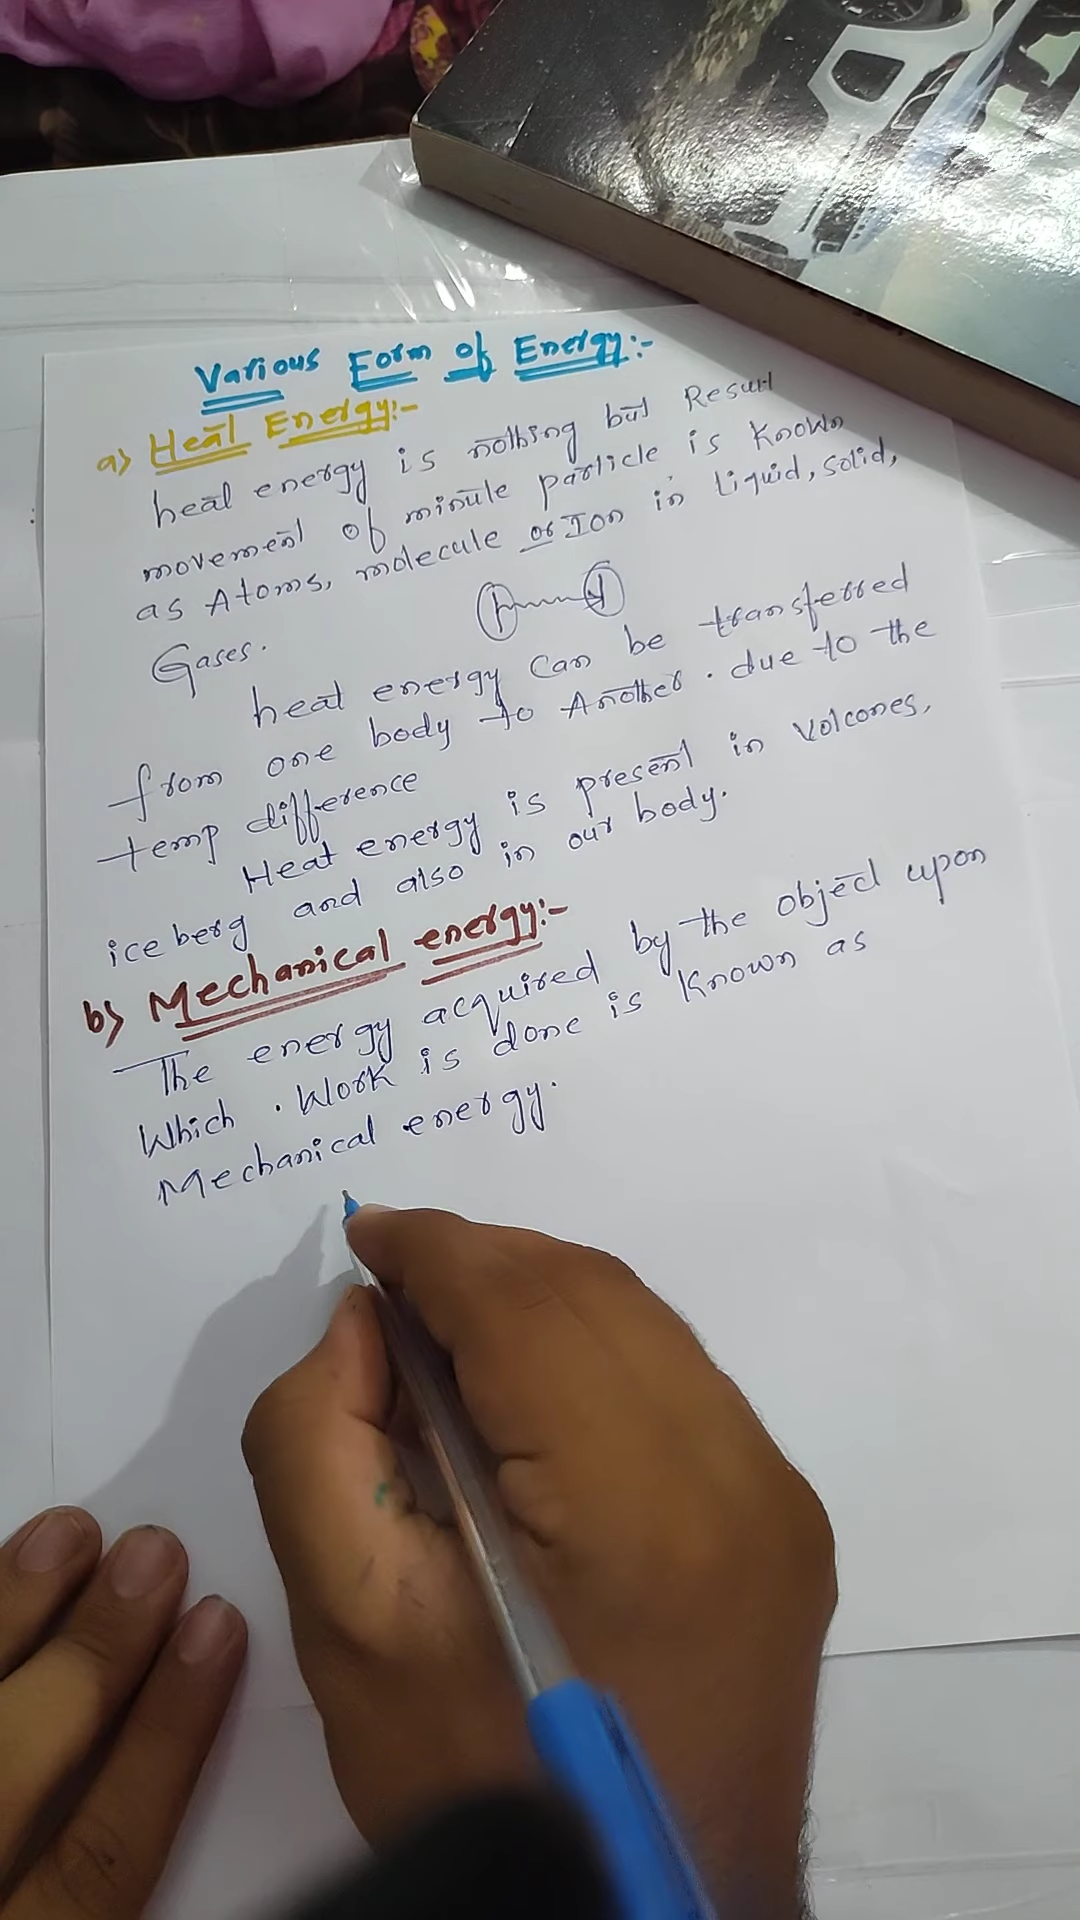 Various Form of Energy:-
a) Heat Energy:-
heat energy is nothing but Result
movement of minute particle is known
as Atoms, molecule or Ion in Liquid, solid,
Gases.
heat energy can be transferred
from one body to Another. due to the
temp difference
Heat energy is present in volcones,
ice berg and also in our body.
b) Mechanical energy:-
The energy acquired by the object upon
which. Work is done is known as
Mechanical energy.